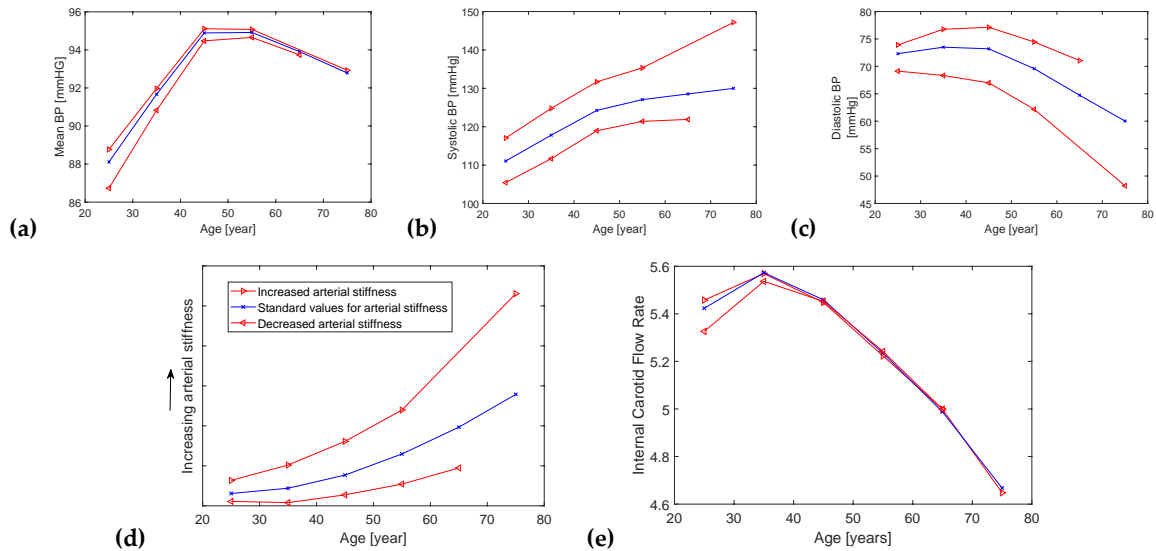 96
94
92
90
88
86
Mean BP [mmHG]
20 30 40 50 60 70 80
Age [year]
(a)
150
140
130
120
110
100
Systolic BP [mmHg]
20 30 40 50 60 70 80
Age [year]
(b)
80
75
70
65
60
55
50
45
Diastolic BP
[mmHg]
20 30 40 50 60 70 80
Age [year]
(c)
Increased arterial stiffness
Standard values for arterial stiffness
Decreased arterial stiffness
Increasing arterial stiffness
20 30 40 50 60 70 80
Age [year]
(d)
5.6
5.4
5.2
5
4.8
4.6
Internal Carotid Flow Rate
20 30 40 50 60 70 80
Age [years]
(e)